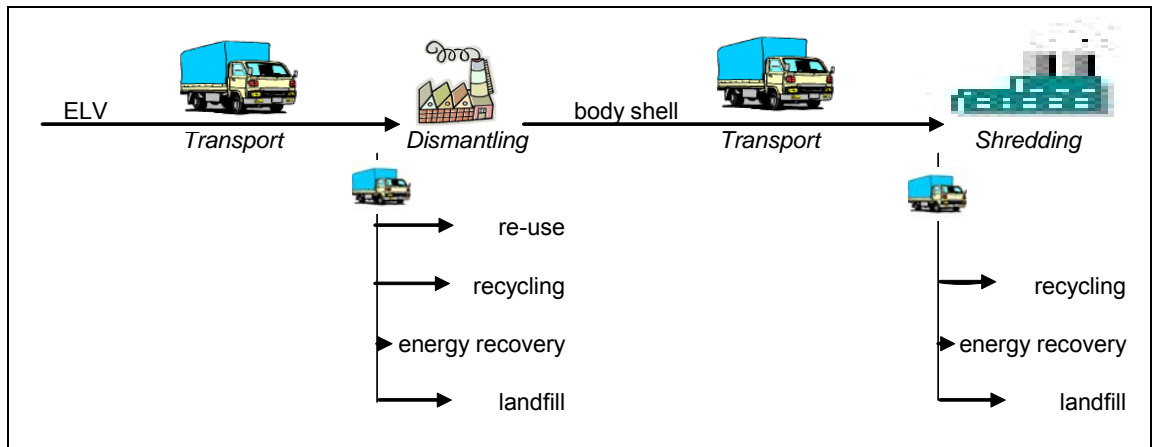 ELV
Transport
Dismantling
body shell
Transport
Shredding
re-use
recycling
energy recovery
landfill
recycling
energy recovery
landfill